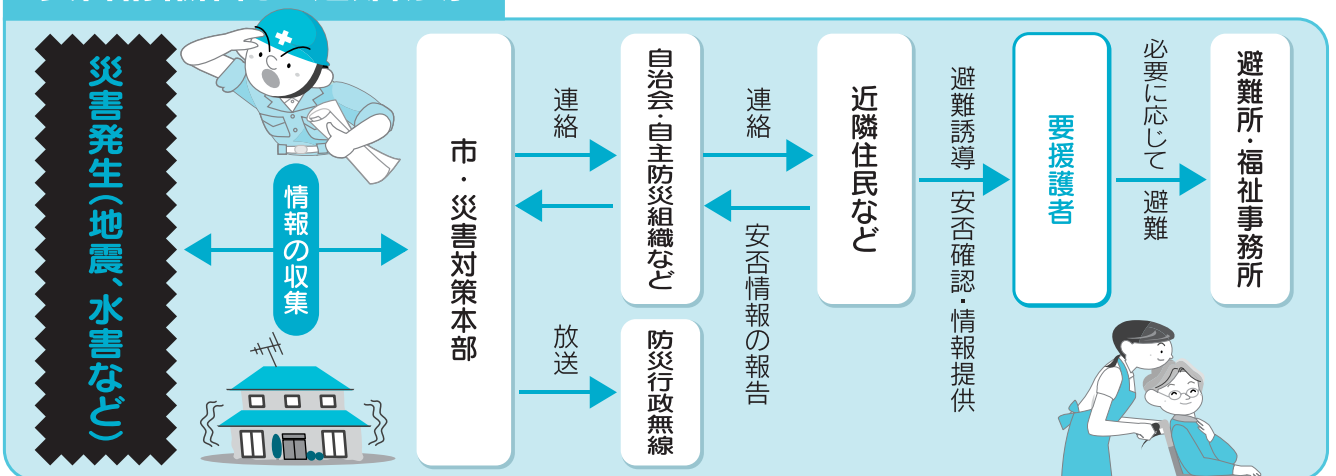 災害発生(地震、水害など)
情報の収集
市・災害対策本部
連絡
放送
自治会・自主防災組織など
防災行政無線
連絡
安否情報の報告
近隣住民など
避難誘導 安否確認・情報提供
要援護者
必要に応じて 避難
避難所・福祉事務所